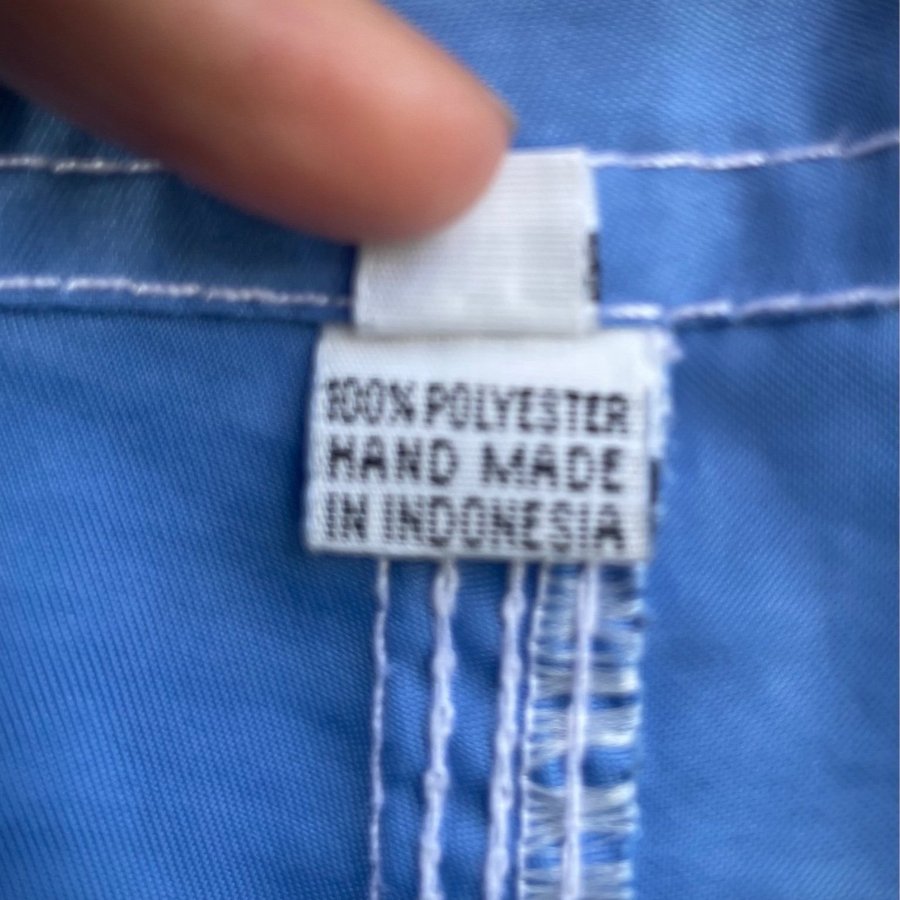 100% POLYESTER
HAND MADE
IN INDONESIA